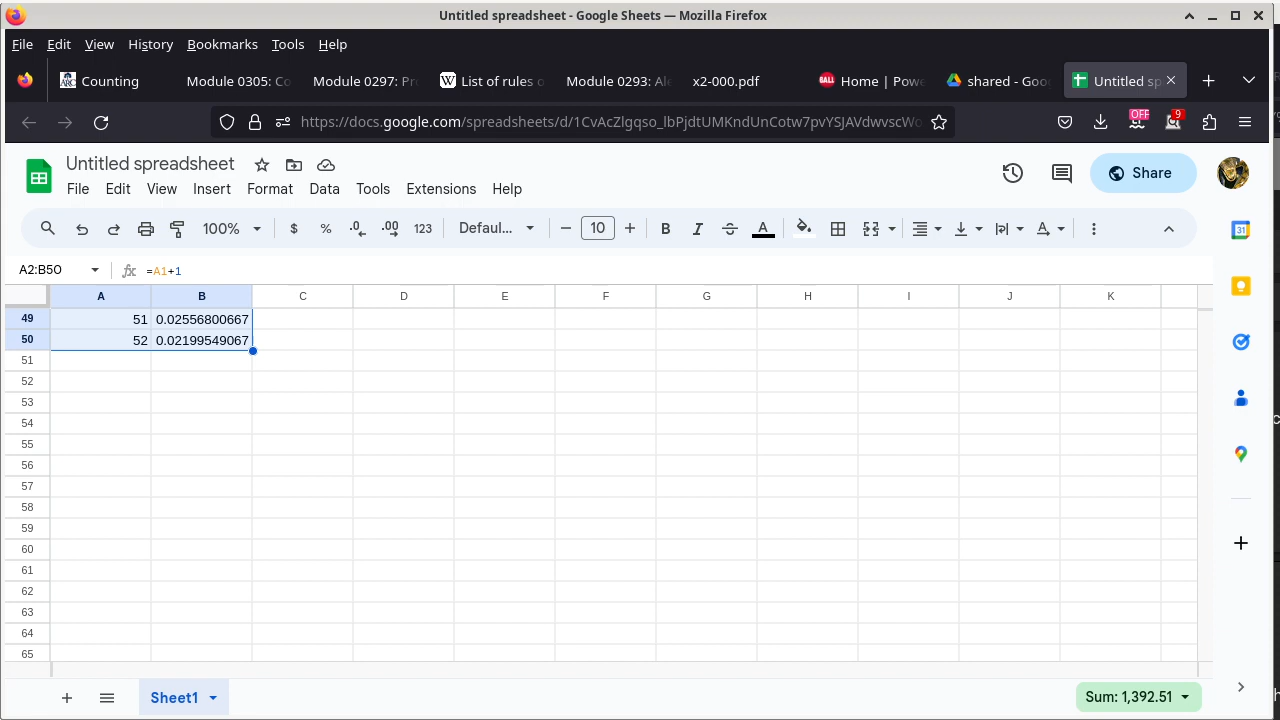 Untitled spreadsheet - Google Sheets — Mozilla Firefox
File Edit View History Bookmarks Tools Help
Counting Module 0305: Co Module 0297: Pr List of rules o Module 0293: Al x2-000.pdf Home | Powe shared - Goo Untitled sp
https://docs.google.com/spreadsheets/d/1CvAcZlgqso_lbPjdtUMKndUnCotw7pvYSJAVdwvscWo OFF 9
Untitled spreadsheet
File Edit View Insert Format Data Tools Extensions Help
Share
100% $ % .0 .00 123 Defaul... 10 B I A
A2:B50 fx =A1+1
A B C D E F G H I J K
49 51 0.02556800667
50 52 0.02199549067
51
52
53
54
55
56
57
58
59
60
61
62
63
64
65
Sheet1 Sum: 1,392.51